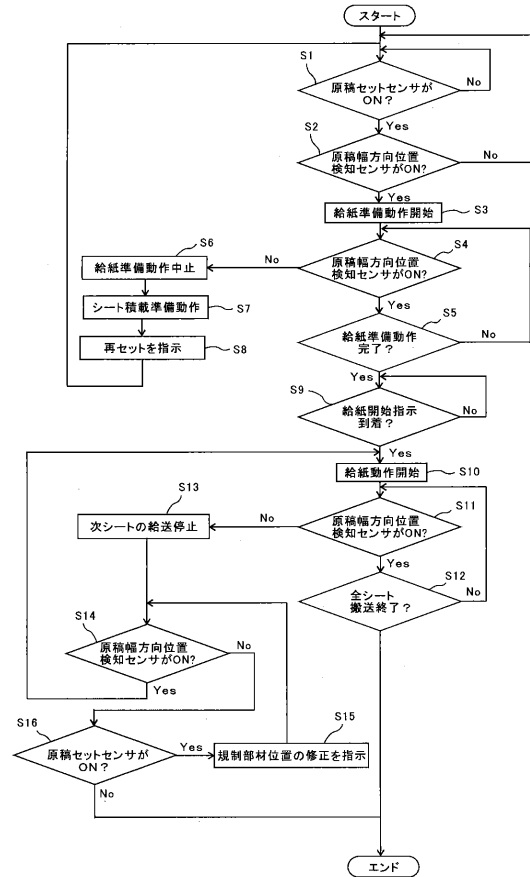 スタート
S1
原稿セットセンサが
ON?
No
Yes
S2
原稿幅方向位置
検知センサがON?
No
Yes
給紙準備動作開始
S3
S4
原稿幅方向位置
検知センサがON?
No
Yes
S6
給紙準備動作中止
シート積載準備動作
S7
再セットを指示
S8
S5
給紙準備動作
完了?
No
Yes
S9
給紙開始指示
到着?
No
Yes
給紙動作開始
S10
S11
原稿幅方向位置
検知センサがON?
No
Yes
S13
次シートの給送停止
S12
全シート
搬送終了?
No
S14
原稿幅方向位置
検知センサがON?
No
Yes
S16
原稿セットセンサが
ON?
Yes
S15
規制部材位置の修正を指示
No
エンド